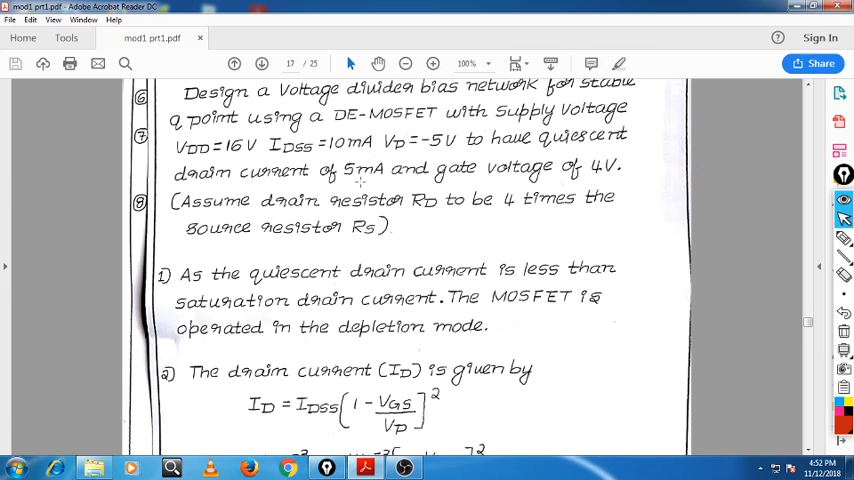 mod1 prt1.pdf - Adobe Acrobat Reader DC
File Edit View Window Help
Home Tools mod1 prt1.pdf × Sign In
17 / 25 100% Share
6 Design a Voltage divider bias network for stable
Q point using a DE-MOSFET with supply voltage
7 VDD = 16V IDSS = 10mA VP = -5V to have quiescent
drain current of 5mA and gate voltage of 4V.
8 (Assume drain resistor RD to be 4 times the
source resistor RS).
1) As the quiescent drain current is less than
saturation drain current. The MOSFET is
operated in the depletion mode.
2) The drain current (ID) is given by
ID = IDSS(1 - VGS/VP]²
4:52 PM
11/12/2018